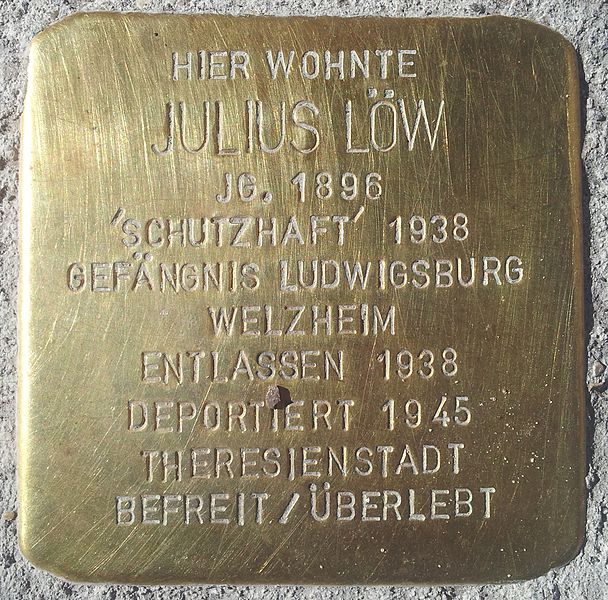 HIER WOHNTE
JULIUS LÖW
JG. 1896
'SCHUTZHAFT' 1938
GEFÄNGNIS LUDWIGSBURG
WELZHEIM
ENTLASSEN 1938
DEPORTIERT 1945
THERESIENSTADT
BEFREIT/ÜBERLEBT